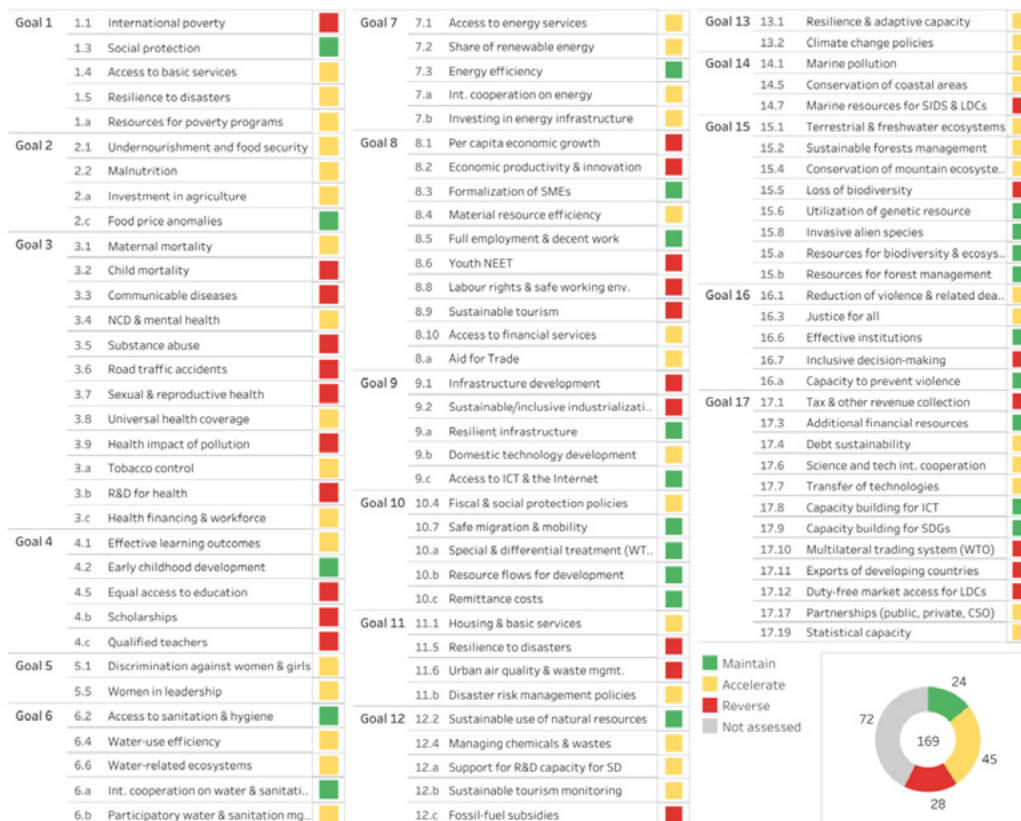 Goal 1 1.1 International poverty
1.3 Social protection
1.4 Access to basic services
1.5 Resilience to disasters
1.a Resources for poverty programs
Goal 2 2.1 Undernourishment and food security
2.2 Malnutrition
2.a Investment in agriculture
2.c Food price anomalies
Goal 3 3.1 Maternal mortality
3.2 Child mortality
3.3 Communicable diseases
3.4 NCD & mental health
3.5 Substance abuse
3.6 Road traffic accidents
3.7 Sexual & reproductive health
3.8 Universal health coverage
3.9 Health impact of pollution
3.a Tobacco control
3.b R&D for health
3.c Health financing & workforce
Goal 4 4.1 Effective learning outcomes
4.2 Early childhood development
4.5 Equal access to education
4.b Scholarships
4.c Qualified teachers
Goal 5 5.1 Discrimination against women & girls
5.5 Women in leadership
Goal 6 6.2 Access to sanitation & hygiene
6.4 Water-use efficiency
6.6 Water-related ecosystems
6.a Int. cooperation on water & sanitati..
6.b Participatory water & sanitation mg..
Goal 7 7.1 Access to energy services
7.2 Share of renewable energy
7.3 Energy efficiency
7.a Int. cooperation on energy
7.b Investing in energy infrastructure
Goal 8 8.1 Per capita economic growth
8.2 Economic productivity & innovation
8.3 Formalization of SMEs
8.4 Material resource efficiency
8.5 Full employment & decent work
8.6 Youth NEET
8.8 Labour rights & safe working env.
8.9 Sustainable tourism
8.10 Access to financial services
8.a Aid for Trade
Goal 9 9.1 Infrastructure development
9.2 Sustainable/inclusive industrializati..
9.a Resilient infrastructure
9.b Domestic technology development
9.c Access to ICT & the Internet
Goal 10 10.4 Fiscal & social protection policies
10.7 Safe migration & mobility
10.a Special & differential treatment (WT..
10.b Resource flows for development
10.c Remittance costs
Goal 11 11.1 Housing & basic services
11.5 Resilience to disasters
11.6 Urban air quality & waste mgmt.
11.b Disaster risk management policies
Goal 12 12.2 Sustainable use of natural resources
12.4 Managing chemicals & wastes
12.a Support for R&D capacity for SD
12.b Sustainable tourism monitoring
12.c Fossil-fuel subsidies
Goal 13 13.1 Resilience & adaptive capacity
13.2 Climate change policies
Goal 14 14.1 Marine pollution
14.5 Conservation of coastal areas
14.7 Marine resources for SIDS & LDCs
Goal 15 15.1 Terrestrial & freshwater ecosystems
15.2 Sustainable forests management
15.4 Conservation of mountain ecosyste..
15.5 Loss of biodiversity
15.6 Utilization of genetic resource
15.8 Invasive alien species
15.a Resources for biodiversity & ecosys..
15.b Resources for forest management
Goal 16 16.1 Reduction of violence & related dea..
16.3 Justice for all
16.6 Effective institutions
16.7 Inclusive decision-making
16.a Capacity to prevent violence
Goal 17 17.1 Tax & other revenue collection
17.3 Additional financial resources
17.4 Debt sustainability
17.6 Science and tech int. cooperation
17.7 Transfer of technologies
17.8 Capacity building for ICT
17.9 Capacity building for SDGs
17.10 Multilateral trading system (WTO)
17.11 Exports of developing countries
17.12 Duty-free market access for LDCs
17.17 Partnerships (public, private, CSO)
17.19 Statistical capacity
Maintain
Accelerate
Reverse
Not assessed
24
72
169
45
28